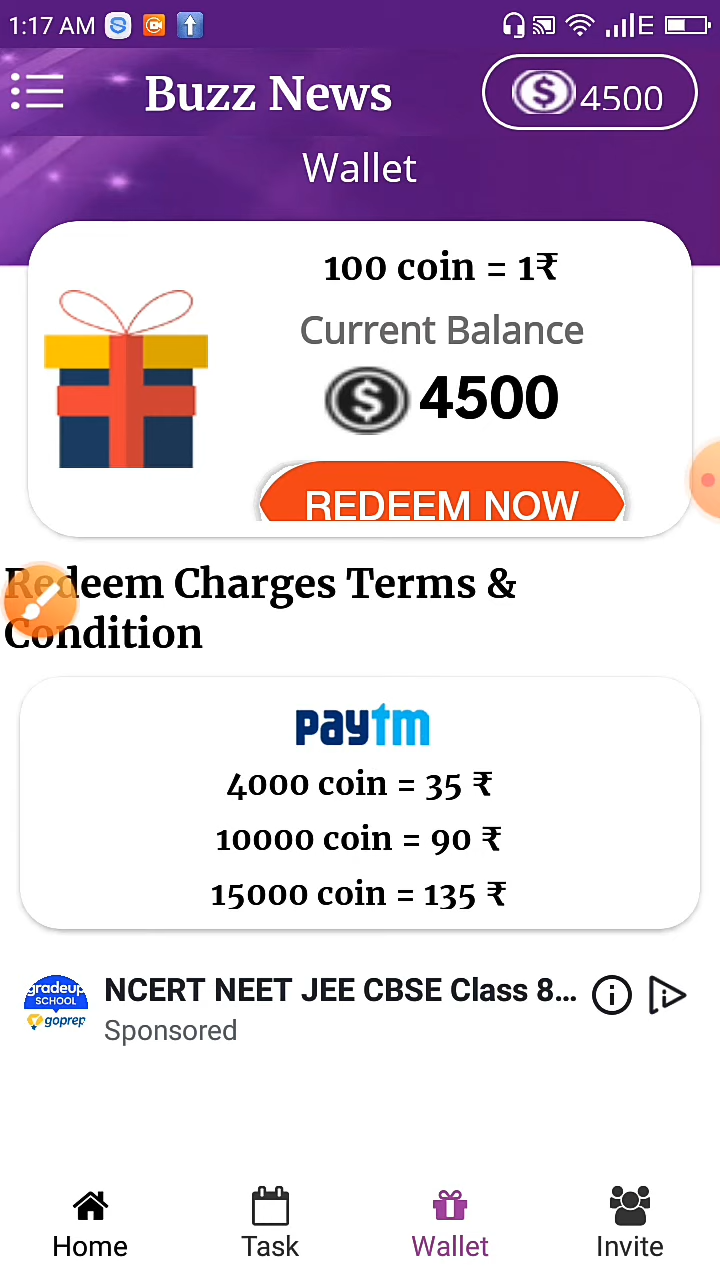 1:17 AM
E
Buzz News
4500
Wallet
100 coin = 1₹
Current Balance
4500
REDEEM NOW
Redeem Charges Terms &
Condition
paytm
4000 coin = 35 ₹
10000 coin = 90 ₹
15000 coin = 135 ₹
gradeup
SCHOOL
goprep
NCERT NEET JEE CBSE Class 8...
Sponsored
Home
Task
Wallet
Invite